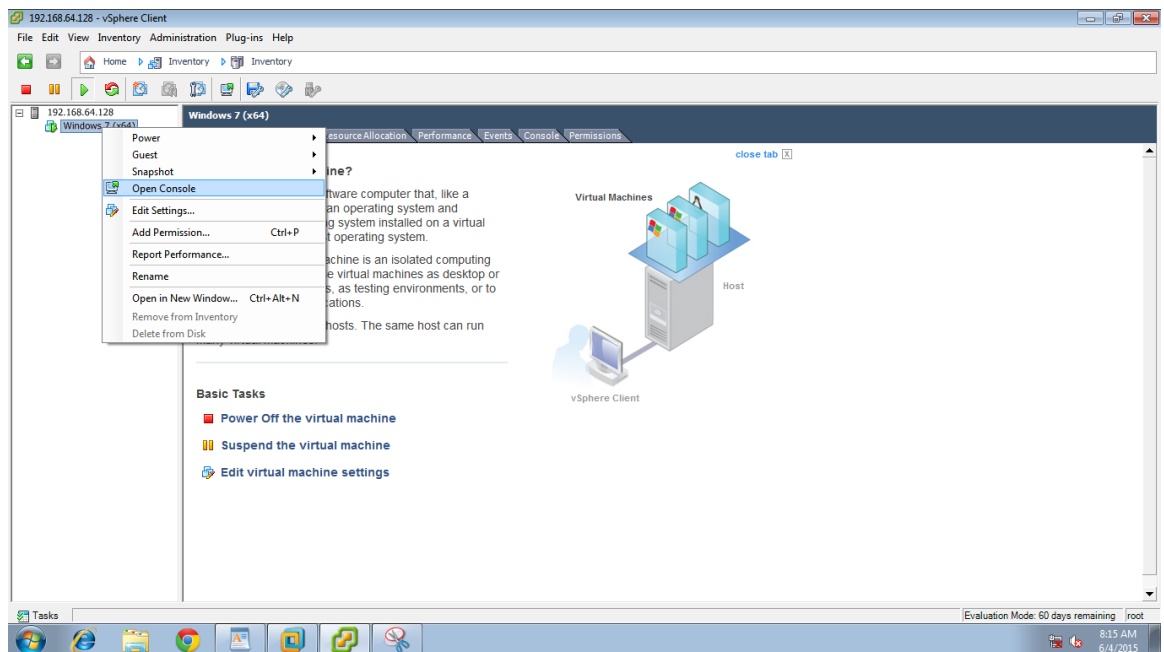 192.168.64.128 - vSphere Client
File Edit View Inventory Administration Plug-ins Help
Home Inventory Inventory
192.168.64.128
Windows 7 (x64)
Windows 7 (x64)
esource Allocation Performance Events Console Permissions
close tab X
Power
Guest
Snapshot
Open Console
Edit Settings...
Add Permission... Ctrl+P
Report Performance...
Rename
Open in New Window... Ctrl+Alt+N
Remove from Inventory
Delete from Disk
ine?
ftware computer that, like a
an operating system and
g system installed on a virtual
t operating system.
achine is an isolated computing
e virtual machines as desktop or
s, as testing environments, or to
cations.
hosts. The same host can run
Virtual Machines
Host
vSphere Client
Basic Tasks
Power Off the virtual machine
Suspend the virtual machine
Edit virtual machine settings
Tasks
Evaluation Mode: 60 days remaining root
8:15 AM
6/4/2015